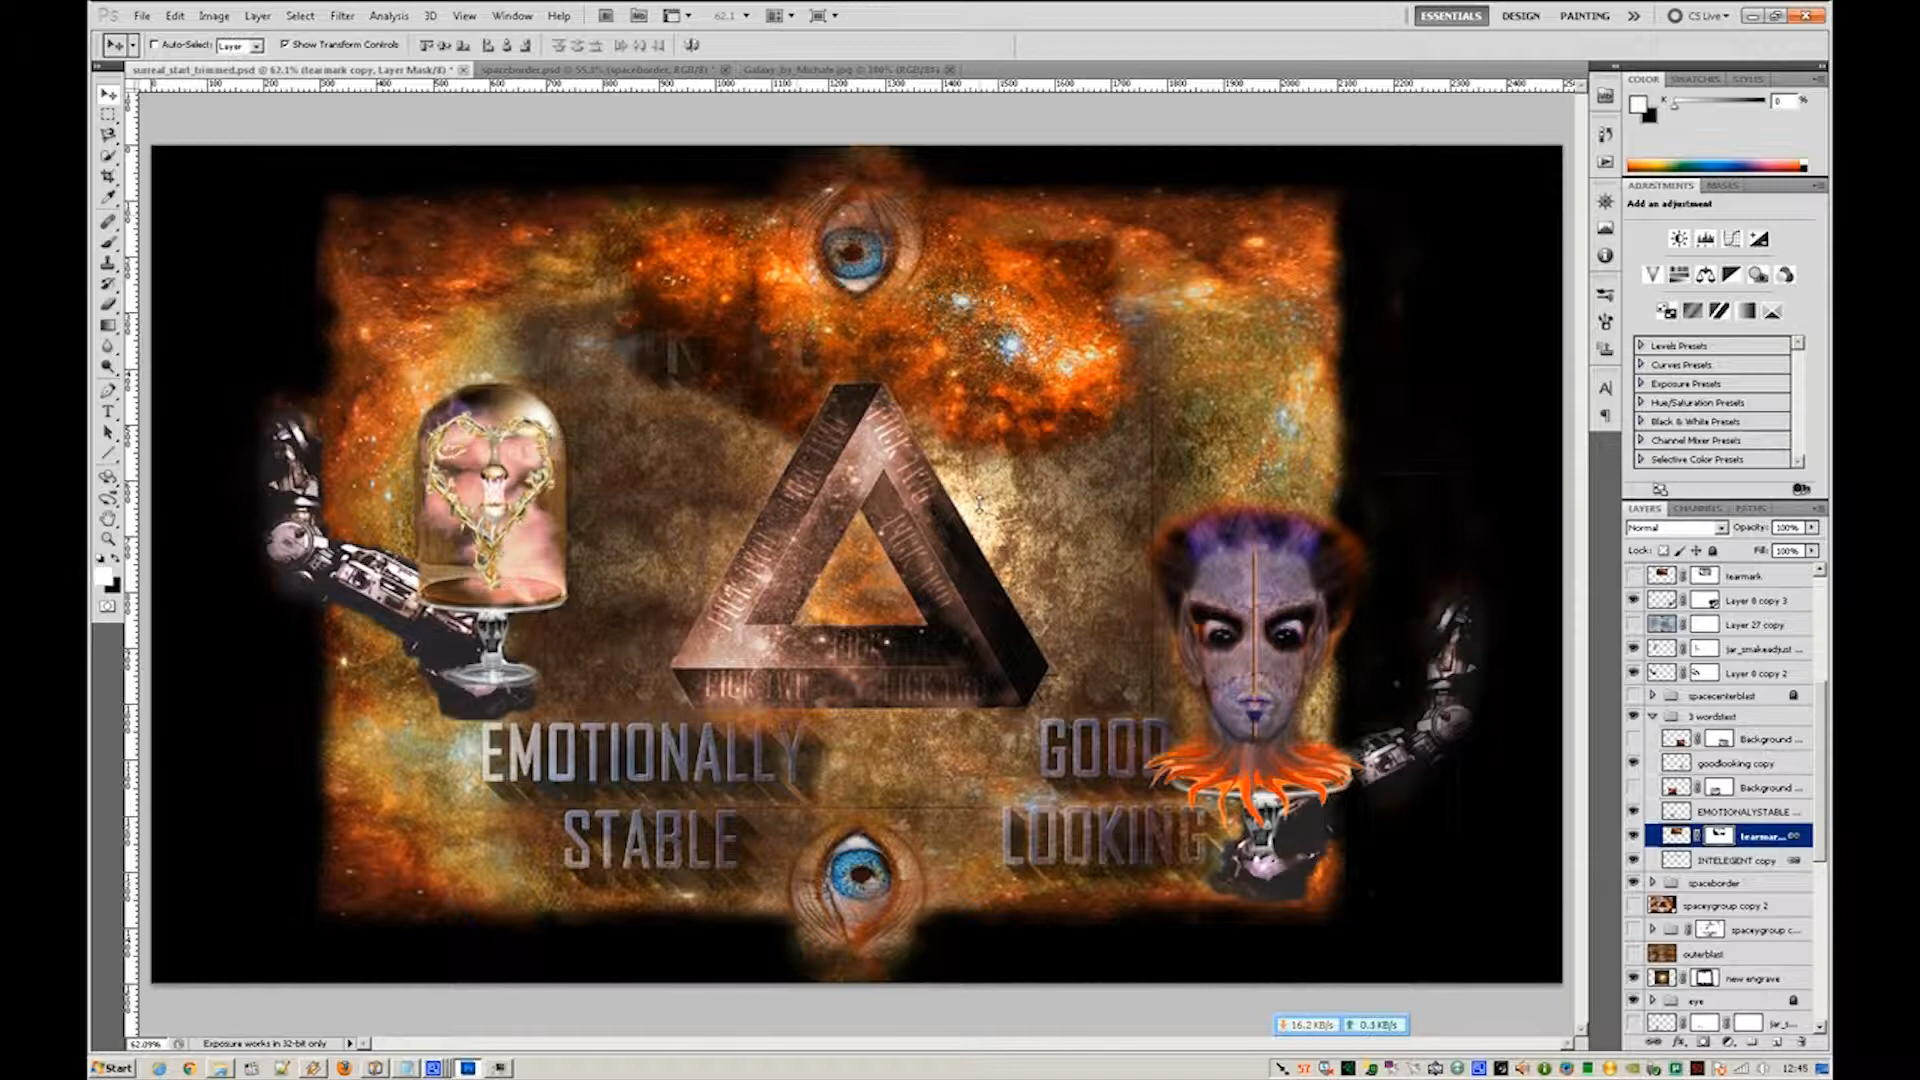 Ps File Edit Image Layer Select Filter Analysis 3D View Window Help 62.1 ESSENTIALS DESIGN PAINTING CS Live
Auto-Select: Layer Show Transform Controls
surreal_start_trimmed.psd @ 62.1% (tearmark copy, Layer Mask/8) *
spaceborder.psd @ 55.1% (spaceborder, RGB/8) *
COLOR SWATCHES STYLES
K 0 %
ADJUSTMENTS MASKS
Add an adjustment
Levels Presets
Curves Presets
Exposure Presets
Hue/Saturation Presets
Black & White Presets
Channel Mixer Presets
Selective Color Presets
LAYERS CHANNELS PATHS
Normal Opacity: 100%
Lock: Fill: 100%
tearmark
Layer 8 copy 3
Layer 27 copy
jar_smakeadjust ...
Layer 8 copy 2
spacecenterblast
3 wordstext
Background ...
goodlooking copy
Background ...
EMOTIONALYSTABLE ...
tearmar...
INTELEGENT copy
spaceborder
spaceygroup copy 2
spaceygroup c...
outerblast
new engrave
eye
jar_s...
PICK TWO
EMOTIONALLY
STABLE
GOOD
LOOKING
16.2 KB/s 0.3 KB/s
62.09% Exposure works in 32-bit only
Start 57 12:45